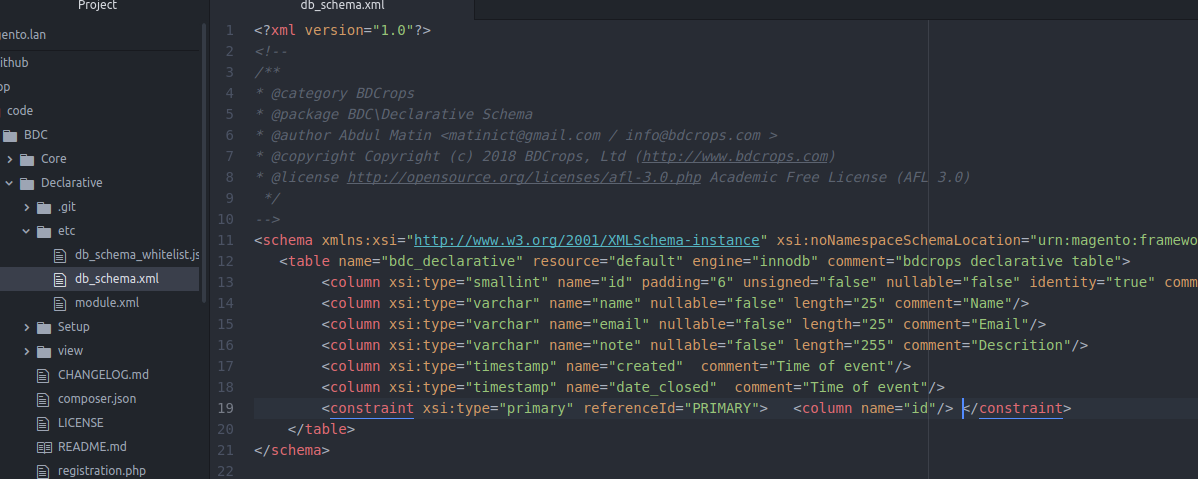 Project
ento.lan
ithub
op
code
BDC
Core
Declarative
.git
etc
db_schema_whitelist.js
db_schema.xml
module.xml
Setup
view
CHANGELOG.md
composer.json
LICENSE
README.md
registration.php
db_schema.xml
1 <?xml version="1.0"?>
2 <!--
3 /**
4 * @category BDCrops
5 * @package BDC\Declarative Schema
6 * @author Abdul Matin <matinict@gmail.com / info@bdcrops.com >
7 * @copyright Copyright (c) 2018 BDCrops, Ltd (http://www.bdcrops.com)
8 * @license http://opensource.org/licenses/afl-3.0.php Academic Free License (AFL 3.0)
9 */
10 -->
11 <schema xmlns:xsi="http://www.w3.org/2001/XMLSchema-instance" xsi:noNamespaceSchemaLocation="urn:magento:framewo
12 <table name="bdc_declarative" resource="default" engine="innodb" comment="bdcrops declarative table">
13 <column xsi:type="smallint" name="id" padding="6" unsigned="false" nullable="false" identity="true" comm
14 <column xsi:type="varchar" name="name" nullable="false" length="25" comment="Name"/>
15 <column xsi:type="varchar" name="email" nullable="false" length="25" comment="Email"/>
16 <column xsi:type="varchar" name="note" nullable="false" length="255" comment="Descrition"/>
17 <column xsi:type="timestamp" name="created"  comment="Time of event"/>
18 <column xsi:type="timestamp" name="date_closed"  comment="Time of event"/>
19 <constraint xsi:type="primary" referenceId="PRIMARY">   <column name="id"/> </constraint>
20 </table>
21 </schema>
22